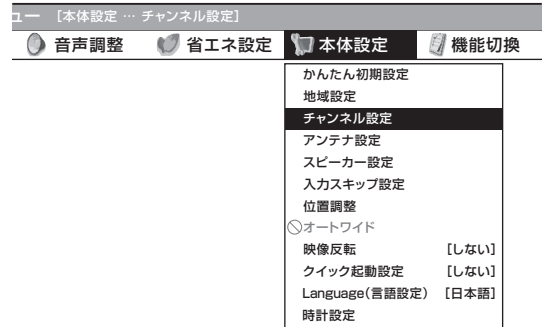 ュー [本体設定 … チャンネル設定]
音声調整 省エネ設定 本体設定 機能切換
かんたん初期設定
地域設定
チャンネル設定
アンテナ設定
スピーカー設定
入力スキップ設定
位置調整
オートワイド
映像反転 [しない]
クイック起動設定 [しない]
Language(言語設定) [日本語]
時計設定